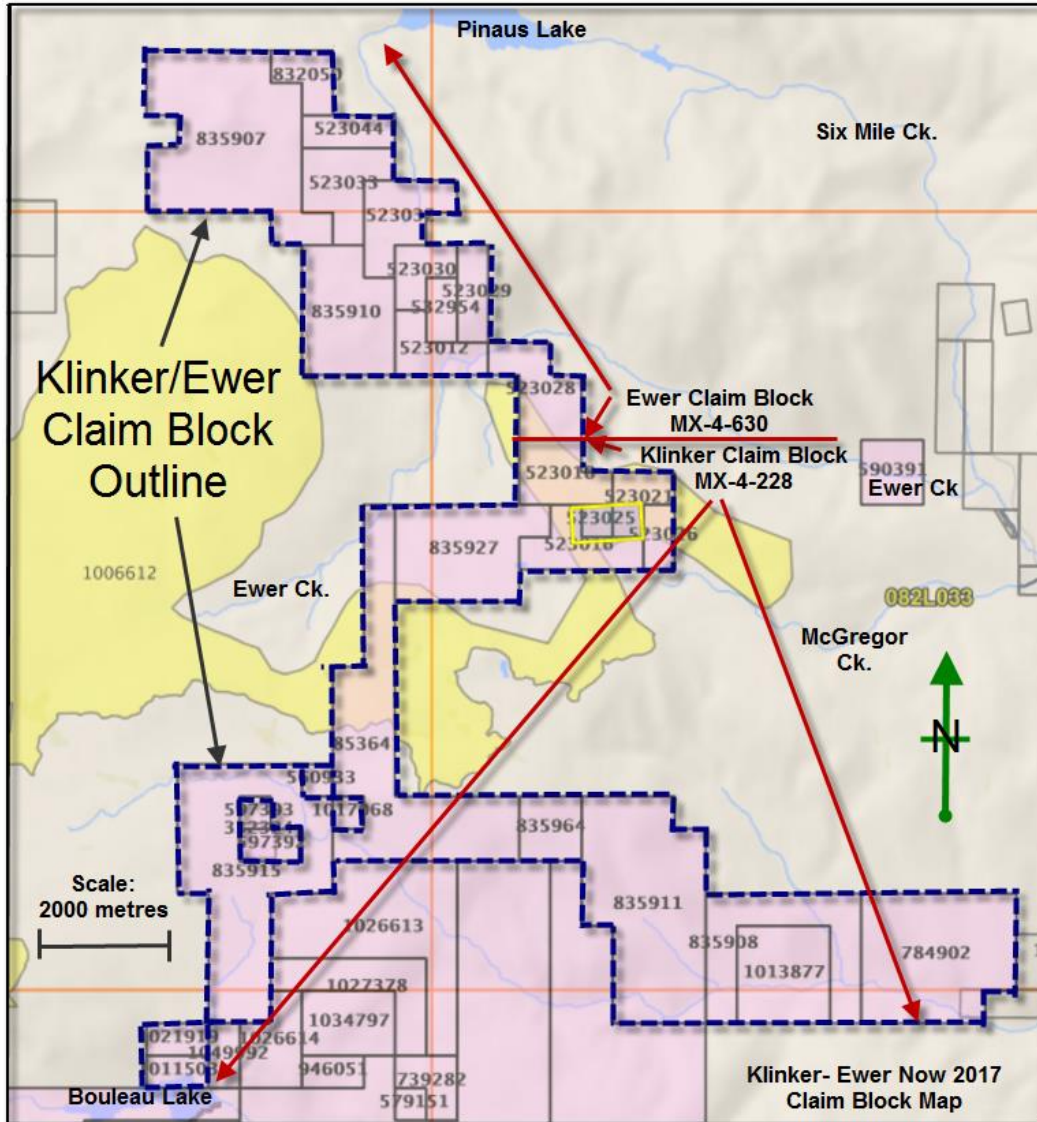 Pinaus Lake
832050
Six Mile Ck.
523044
835907
523033
523030
523029
532954
835910
523012
Klinker/Ewer
Claim Block
Outline
523028
Ewer Claim Block
MX-4-630
Klinker Claim Block
MX-4-228
590391
Ewer Ck
523021
523025
835927
1006612
Ewer Ck.
082L033
McGregor
Ck.
N
85364
560933
1017068
835964
835915
Scale:
2000 metres
835911
1026613
835908
784902
1013877
1027378
1034797
1026614
946051
739282
579151
Bouleau Lake
Klinker- Ewer Now 2017
Claim Block Map